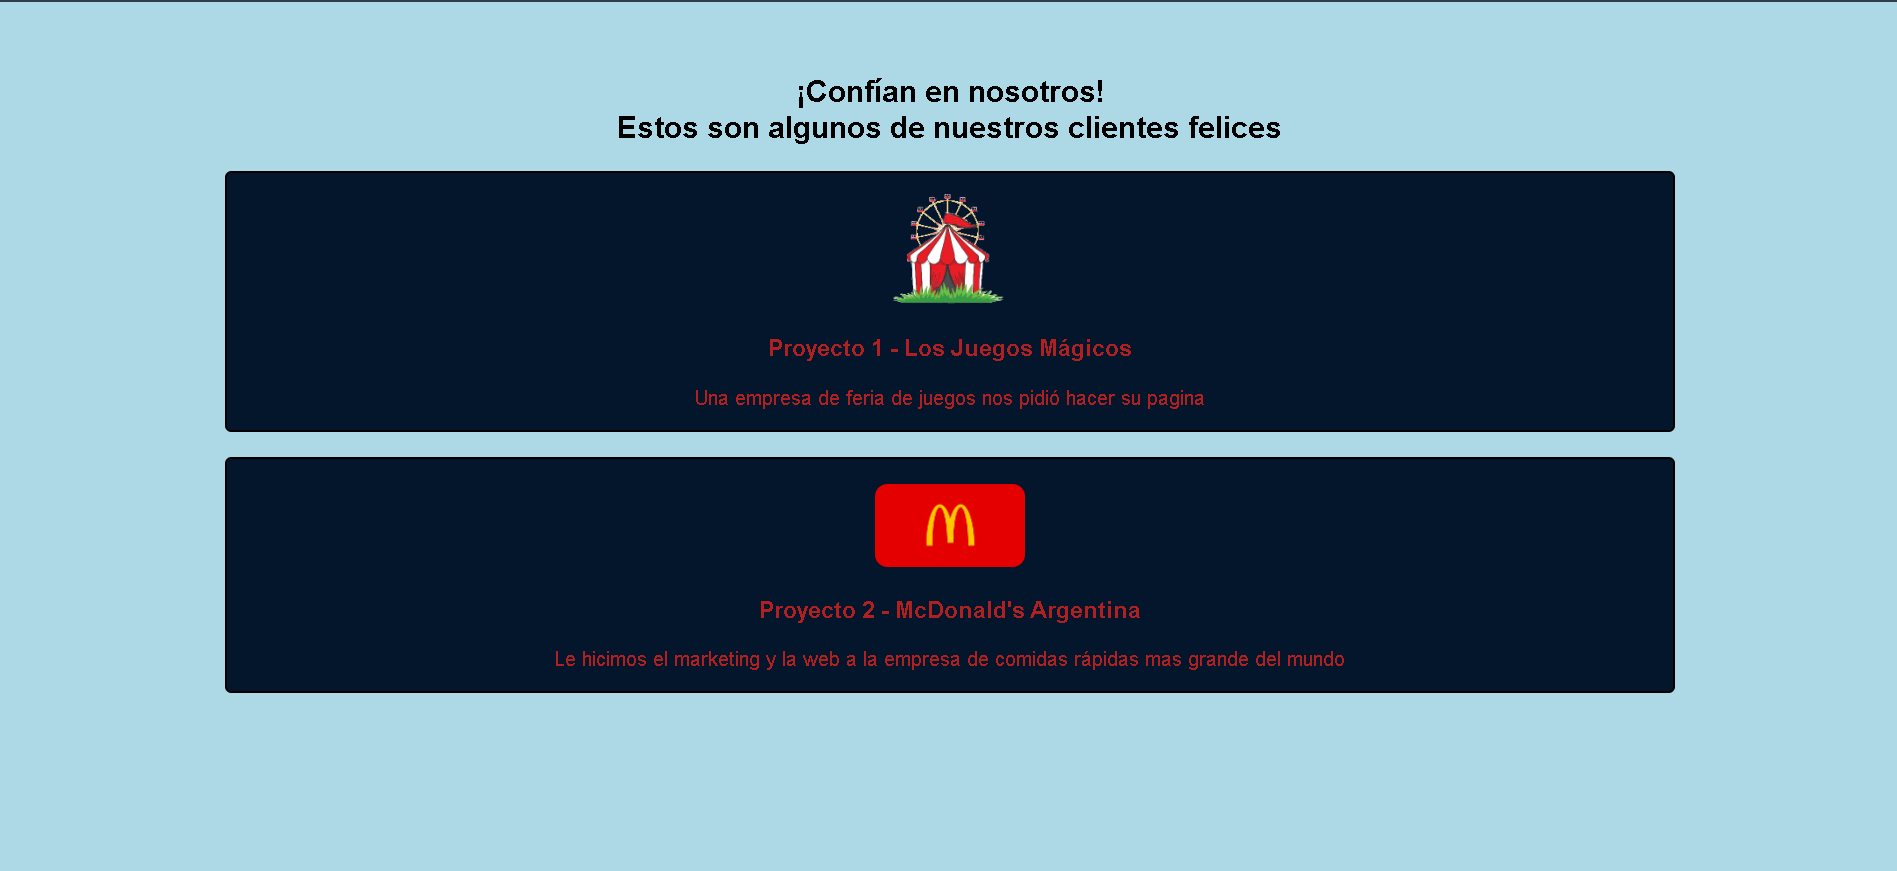 ¡Confían en nosotros!
Estos son algunos de nuestros clientes felices
Proyecto 1 - Los Juegos Mágicos
Una empresa de feria de juegos nos pidió hacer su pagina
Proyecto 2 - McDonald's Argentina
Le hicimos el marketing y la web a la empresa de comidas rápidas mas grande del mundo